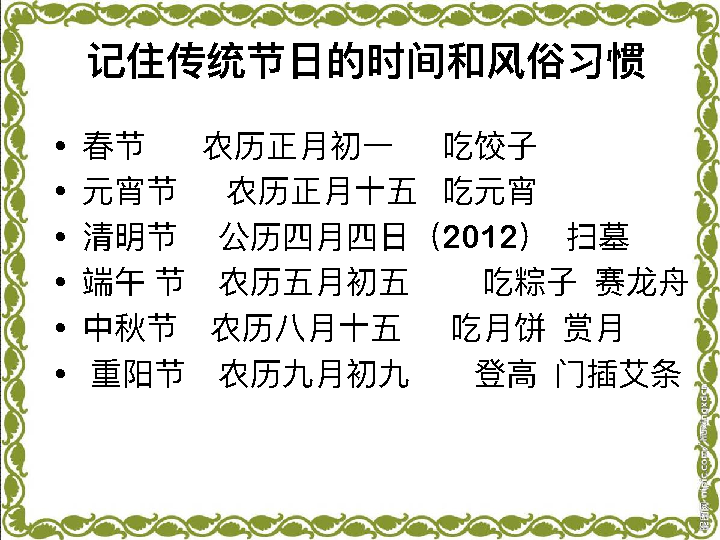 记住传统节日的时间和风俗习惯
• 春节 农历正月初一 吃饺子
• 元宵节 农历正月十五 吃元宵
• 清明节 公历四月四日（2012） 扫墓
• 端午 节 农历五月初五 吃粽子 赛龙舟
• 中秋节 农历八月十五 吃月饼 赏月
• 重阳节 农历九月初九 登高 门插艾条